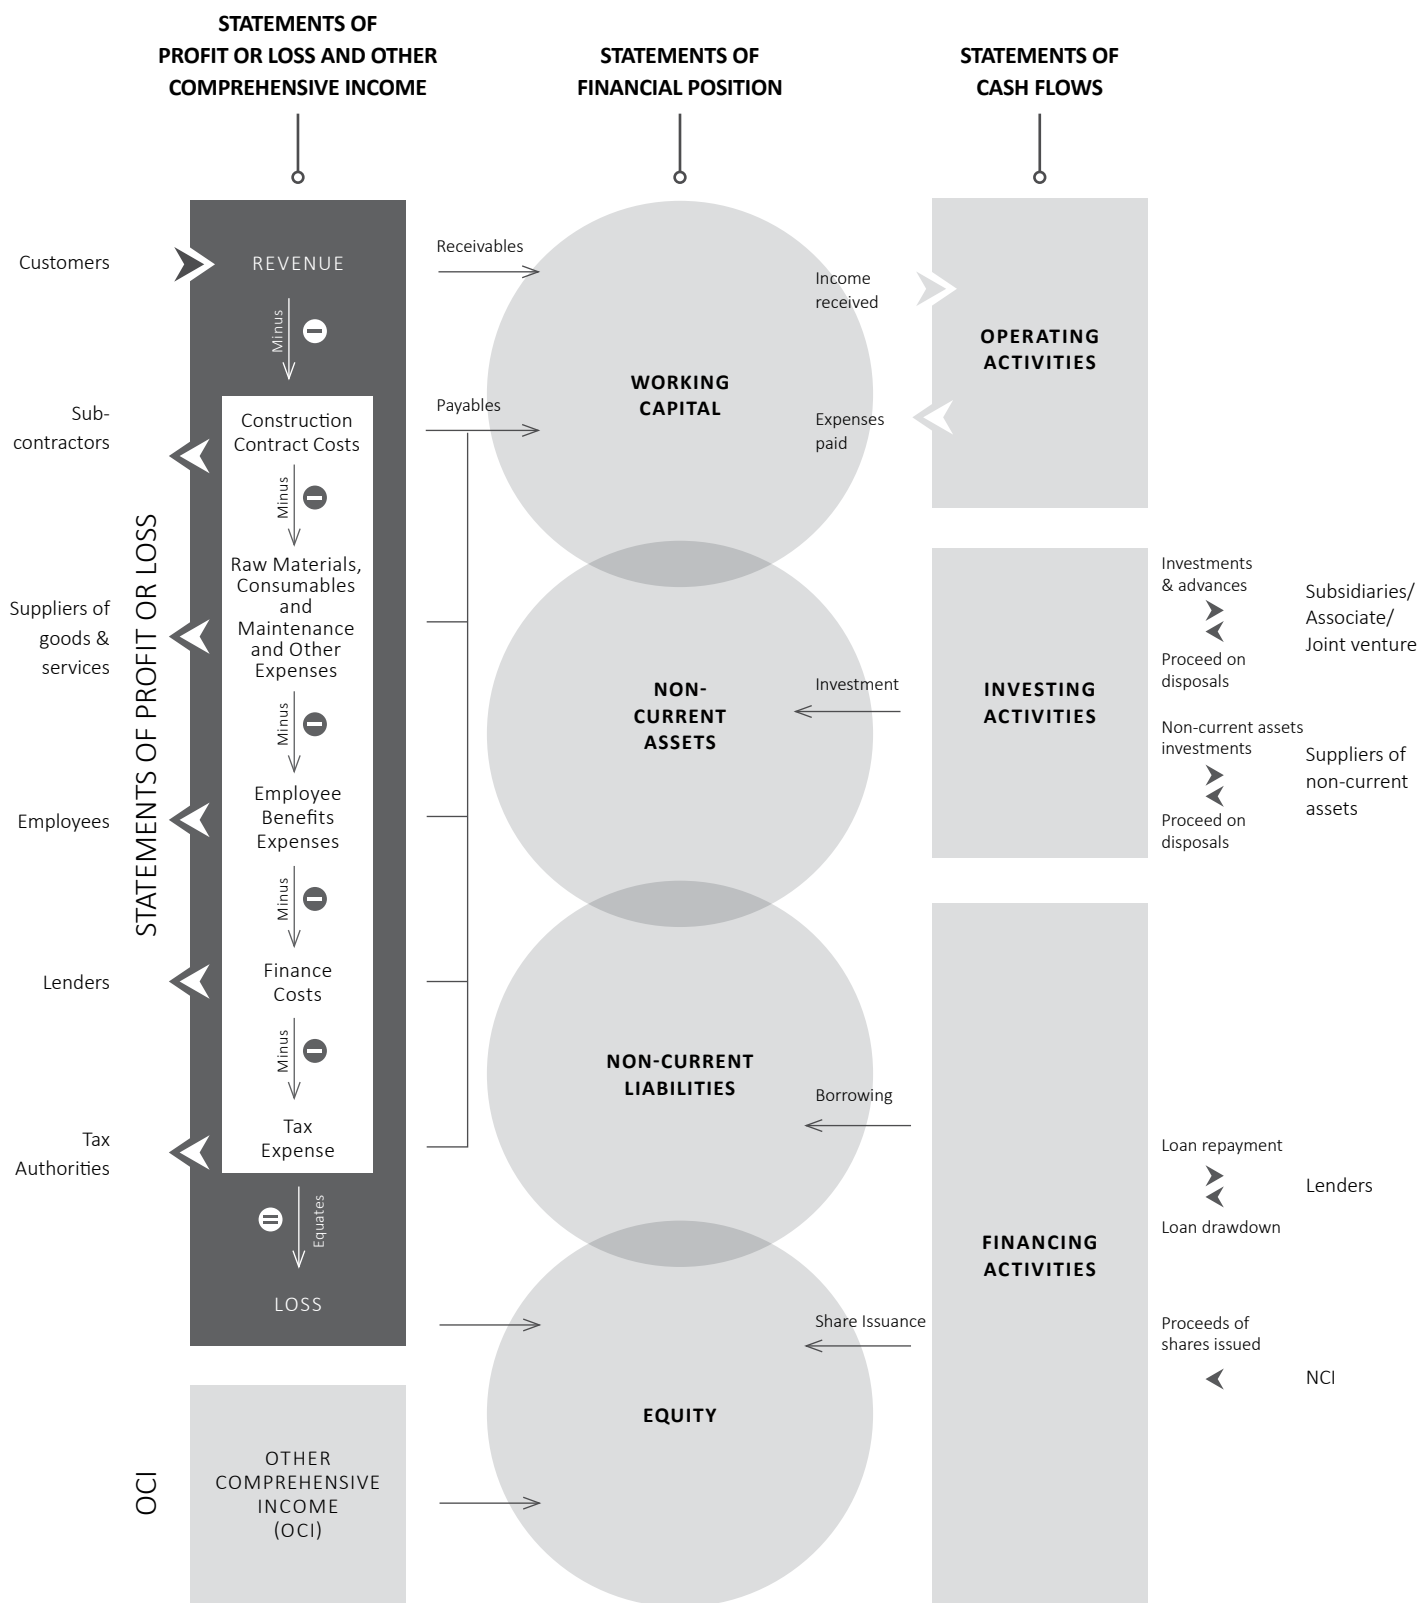 STATEMENTS OF
PROFIT OR LOSS AND OTHER
COMPREHENSIVE INCOME
STATEMENTS OF
FINANCIAL POSITION
STATEMENTS OF
CASH FLOWS
STATEMENTS OF PROFIT OR LOSS
Customers
REVENUE
Minus
Sub-
contractors
Construction
Contract Costs
Minus
Suppliers of
goods &
services
Raw Materials,
Consumables
and
Maintenance
and Other
Expenses
Minus
Employees
Employee
Benefits
Expenses
Minus
Lenders
Finance
Costs
Minus
Tax
Authorities
Tax
Expense
Equates
LOSS
OCI
OTHER
COMPREHENSIVE
INCOME
(OCI)
Receivables
Payables
WORKING
CAPITAL
Income
received
Expenses
paid
NON-
CURRENT
ASSETS
Investment
NON-CURRENT
LIABILITIES
Borrowing
EQUITY
Share Issuance
OPERATING
ACTIVITIES
INVESTING
ACTIVITIES
Investments
& advances
Proceed on
disposals
Subsidiaries/
Associate/
Joint venture
Non-current assets
investments
Proceed on
disposals
Suppliers of
non-current
assets
FINANCING
ACTIVITIES
Loan repayment
Loan drawdown
Lenders
Proceeds of
shares issued
NCI